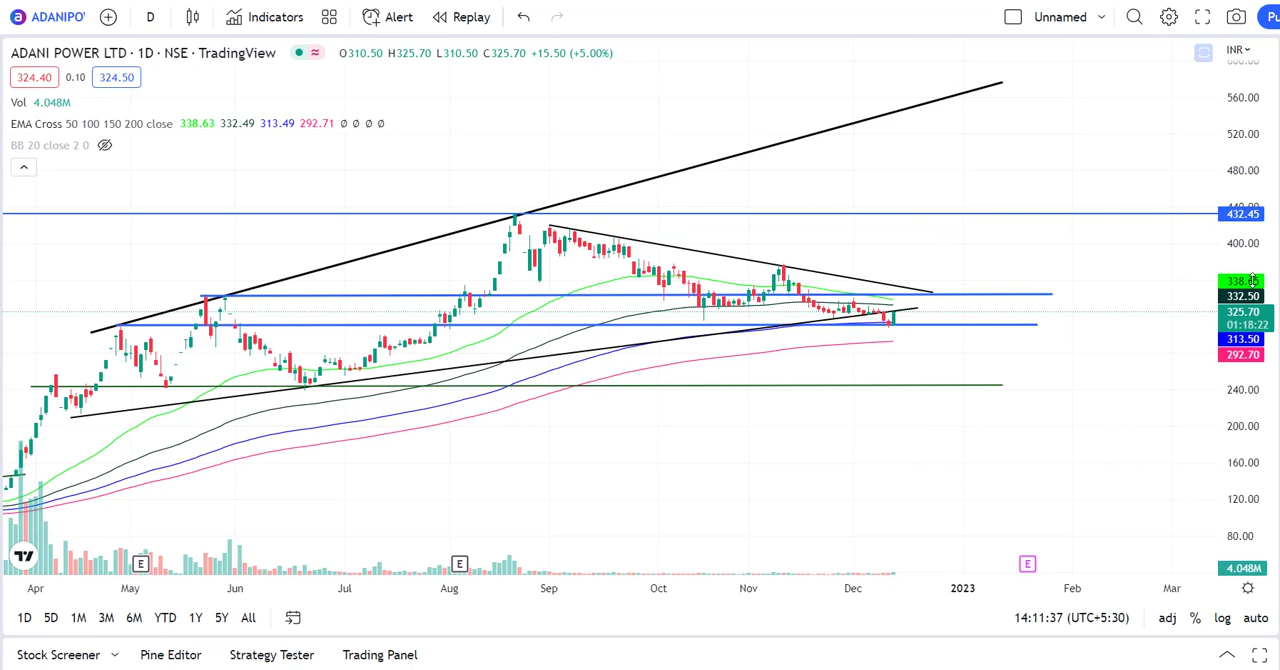 ADANIPO
D
Indicators
Alert
Replay
Unnamed
Pu
ADANI POWER LTD · 1D · NSE · TradingView
O310.50 H325.70 L310.50 C325.70 +15.50 (+5.00%)
INR
324.40 0.10 324.50
Vol 4.048M
EMA Cross 50 100 150 200 close 338.63 332.49 313.49 292.71 ∅ ∅ ∅ ∅
BB 20 close 2 0
600.00
560.00
520.00
480.00
440.00
432.45
400.00
332.50
325.70
01:18:22
313.50
292.70
240.00
200.00
160.00
120.00
80.00
4.048M
E
E
E
Apr May Jun Jul Aug Sep Oct Nov Dec 2023 Feb Mar
1D 5D 1M 3M 6M YTD 1Y 5Y All
14:11:37 (UTC+5:30) adj % log auto
Stock Screener Pine Editor Strategy Tester Trading Panel